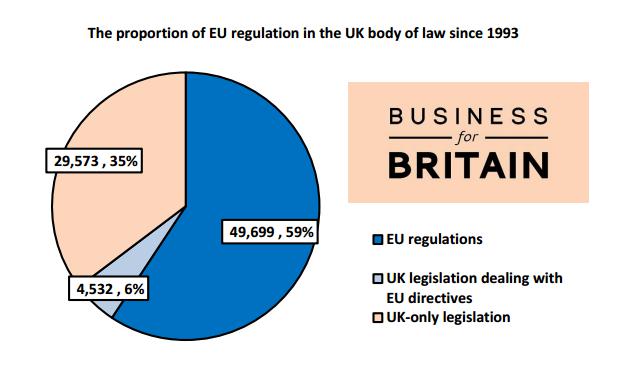 The proportion of EU regulation in the UK body of law since 1993
BUSINESS
for
BRITAIN
29,573 , 35%
49,699 , 59%
4,532 , 6%
EU regulations
UK legislation dealing with
EU directives
UK-only legislation